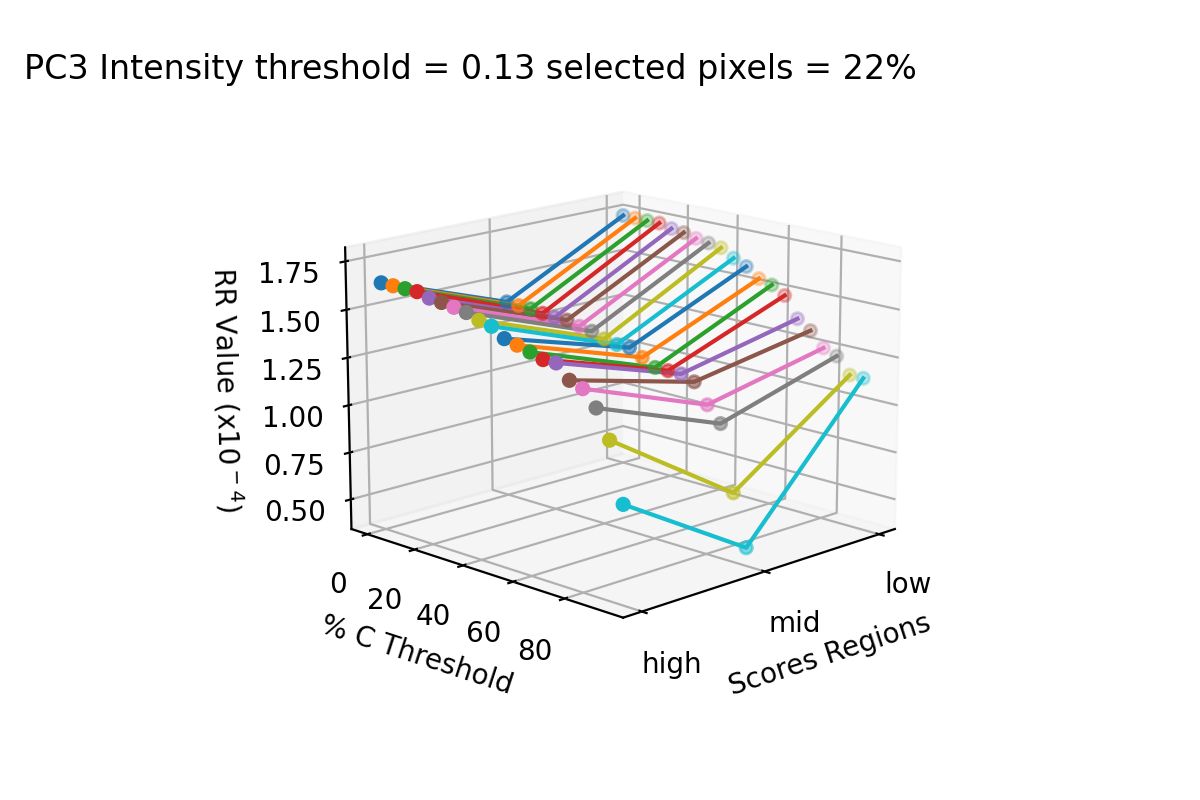 PC3 Intensity threshold = 0.13 selected pixels = 22%
RR Value (x10⁻⁴)
1.75
1.50
1.25
1.00
0.75
0.50
0
20
40
60
80
% C Threshold
high
mid
low
Scores Regions